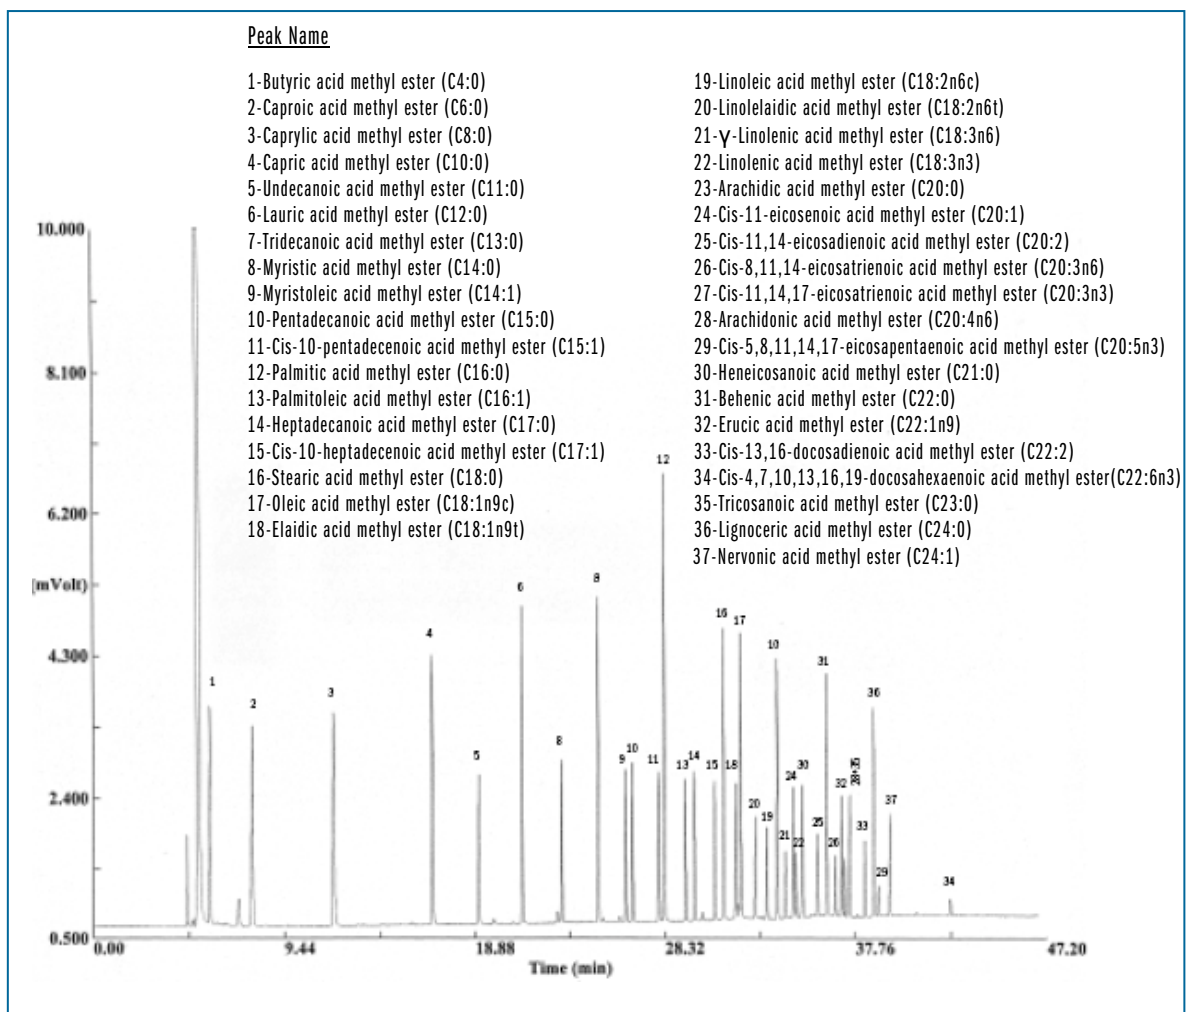 Peak Name
1-Butyric acid methyl ester (C4:0)
2-Caproic acid methyl ester (C6:0)
3-Caprylic acid methyl ester (C8:0)
4-Capric acid methyl ester (C10:0)
5-Undecanoic acid methyl ester (C11:0)
6-Lauric acid methyl ester (C12:0)
7-Tridecanoic acid methyl ester (C13:0)
8-Myristic acid methyl ester (C14:0)
9-Myristoleic acid methyl ester (C14:1)
10-Pentadecanoic acid methyl ester (C15:0)
11-Cis-10-pentadecenoic acid methyl ester (C15:1)
12-Palmitic acid methyl ester (C16:0)
13-Palmitoleic acid methyl ester (C16:1)
14-Heptadecanoic acid methyl ester (C17:0)
15-Cis-10-heptadecenoic acid methyl ester (C17:1)
16-Stearic acid methyl ester (C18:0)
17-Oleic acid methyl ester (C18:1n9c)
18-Elaidic acid methyl ester (C18:1n9t)
19-Linoleic acid methyl ester (C18:2n6c)
20-Linolelaidic acid methyl ester (C18:2n6t)
21-γ-Linolenic acid methyl ester (C18:3n6)
22-Linolenic acid methyl ester (C18:3n3)
23-Arachidic acid methyl ester (C20:0)
24-Cis-11-eicosenoic acid methyl ester (C20:1)
25-Cis-11,14-eicosadienoic acid methyl ester (C20:2)
26-Cis-8,11,14-eicosatrienoic acid methyl ester (C20:3n6)
27-Cis-11,14,17-eicosatrienoic acid methyl ester (C20:3n3)
28-Arachidonic acid methyl ester (C20:4n6)
29-Cis-5,8,11,14,17-eicosapentaenoic acid methyl ester (C20:5n3)
30-Heneicosanoic acid methyl ester (C21:0)
31-Behenic acid methyl ester (C22:0)
32-Erucic acid methyl ester (C22:1n9)
33-Cis-13,16-docosadienoic acid methyl ester (C22:2)
34-Cis-4,7,10,13,16,19-docosahexaenoic acid methyl ester(C22:6n3)
35-Tricosanoic acid methyl ester (C23:0)
36-Lignoceric acid methyl ester (C24:0)
37-Nervonic acid methyl ester (C24:1)
10.000
8.100
6.200
(mVolt)
4.300
2.400
0.500
1
2
3
4
5
6
8
8
9
10
11
12
13
14
15
16
18
17
20
19
10
21
24
22
30
25
31
26
32
33
36
29
37
34
0.00 9.44 18.88 28.32 37.76 47.20
Time (min)